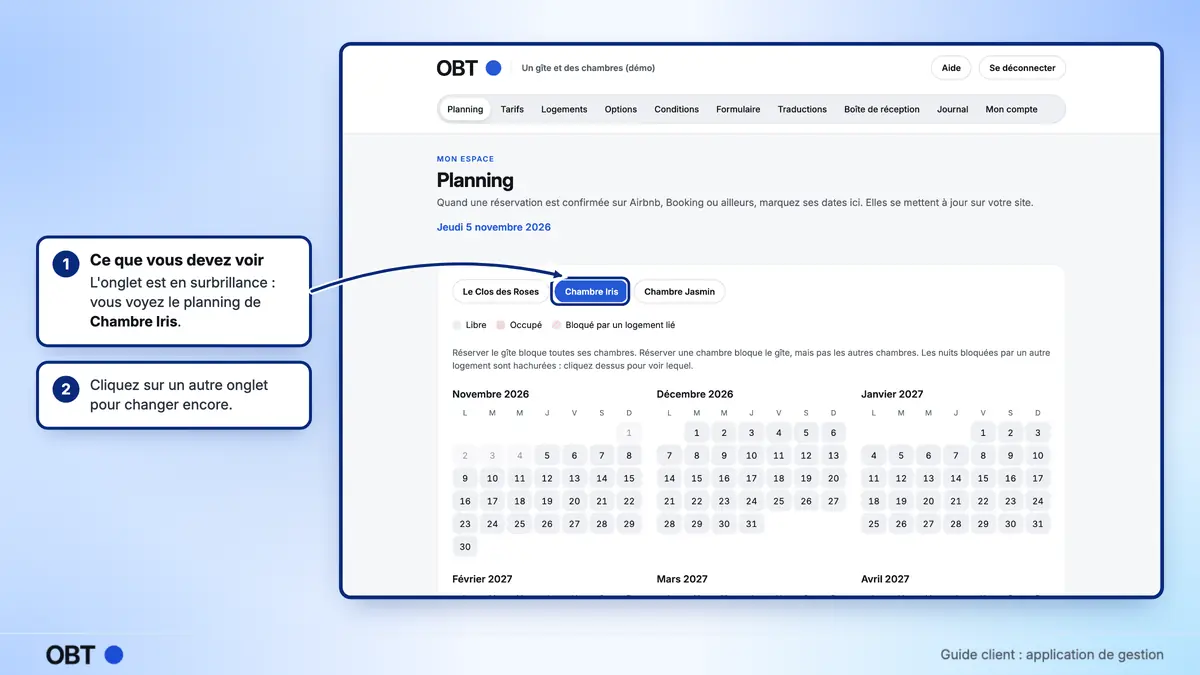 OBT
Un gîte et des chambres (démo)
Aide
Se déconnecter
Planning Tarifs Logements Options Conditions Formulaire Traductions Boîte de réception Journal Mon compte
MON ESPACE
Planning
Quand une réservation est confirmée sur Airbnb, Booking ou ailleurs, marquez ses dates ici. Elles se mettent à jour sur votre site.
Jeudi 5 novembre 2026
1
Ce que vous devez voir
L'onglet est en surbrillance :
vous voyez le planning de
Chambre Iris.
2
Cliquez sur un autre onglet
pour changer encore.
Le Clos des Roses Chambre Iris Chambre Jasmin
Libre Occupé Bloqué par un logement lié
Réserver le gîte bloque toutes ses chambres. Réserver une chambre bloque le gîte, mais pas les autres chambres. Les nuits bloquées par un autre
logement sont hachurées : cliquez dessus pour voir lequel.
Novembre 2026
L M M J V S D
1
2 3 4 5 6 7 8
9 10 11 12 13 14 15
16 17 18 19 20 21 22
23 24 25 26 27 28 29
30
Décembre 2026
L M M J V S D
1 2 3 4 5 6
7 8 9 10 11 12 13
14 15 16 17 18 19 20
21 22 23 24 25 26 27
28 29 30 31
Janvier 2027
L M M J V S D
1 2 3
4 5 6 7 8 9 10
11 12 13 14 15 16 17
18 19 20 21 22 23 24
25 26 27 28 29 30 31
Février 2027
Mars 2027
Avril 2027
OBT
Guide client : application de gestion